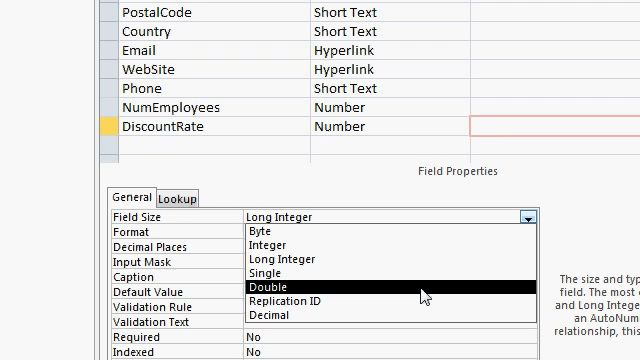 PostalCode Short Text
Country Short Text
Email Hyperlink
WebSite Hyperlink
Phone Short Text
NumEmployees Number
DiscountRate Number
Field Properties
General Lookup
Field Size Long Integer
Format Byte
Decimal Places Integer
Input Mask Long Integer
Caption Single
Default Value Double
Validation Rule Replication ID
Validation Text Decimal
Required No
Indexed No
The size and typ
field. The most c
and Long Intege
an AutoNum
relationship, this